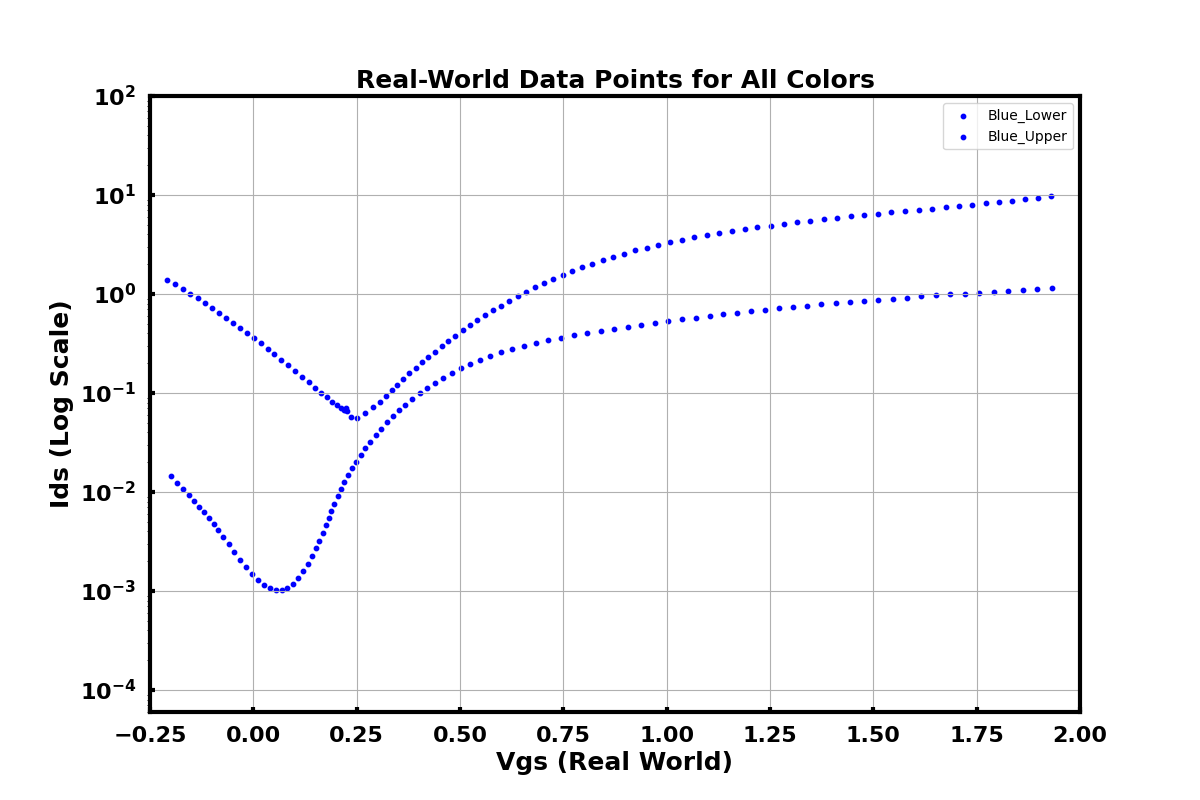 Real-World Data Points for All Colors
10²
10¹
10⁰
10⁻¹
10⁻²
10⁻³
10⁻⁴
Ids (Log Scale)
Blue_Lower
Blue_Upper
−0.25 0.00 0.25 0.50 0.75 1.00 1.25 1.50 1.75 2.00
Vgs (Real World)